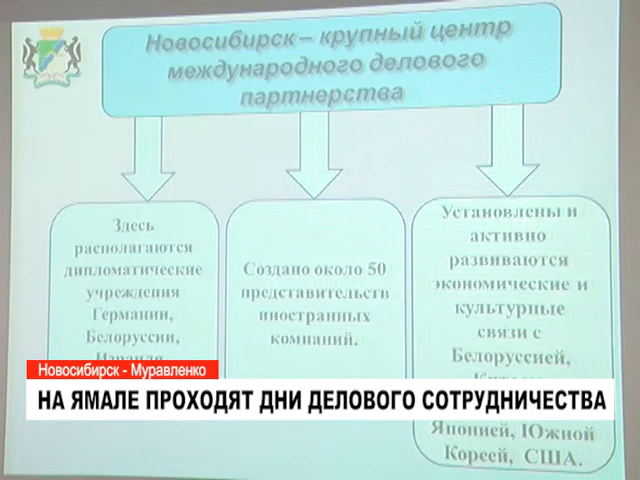 Новосибирск – крупный центр
международного делового
партнерства
Здесь
располагаются
дипломатические
учреждения
Германии,
Белоруссии,
Создано около 50
представительств
иностранных
компаний.
Установлены и
активно
развиваются
экономические и
культурные
связи с
Белоруссией,
Японией, Южной
Кореей, США.
Новосибирск - Муравленко
НА ЯМАЛЕ ПРОХОДЯТ ДНИ ДЕЛОВОГО СОТРУДНИЧЕСТВА